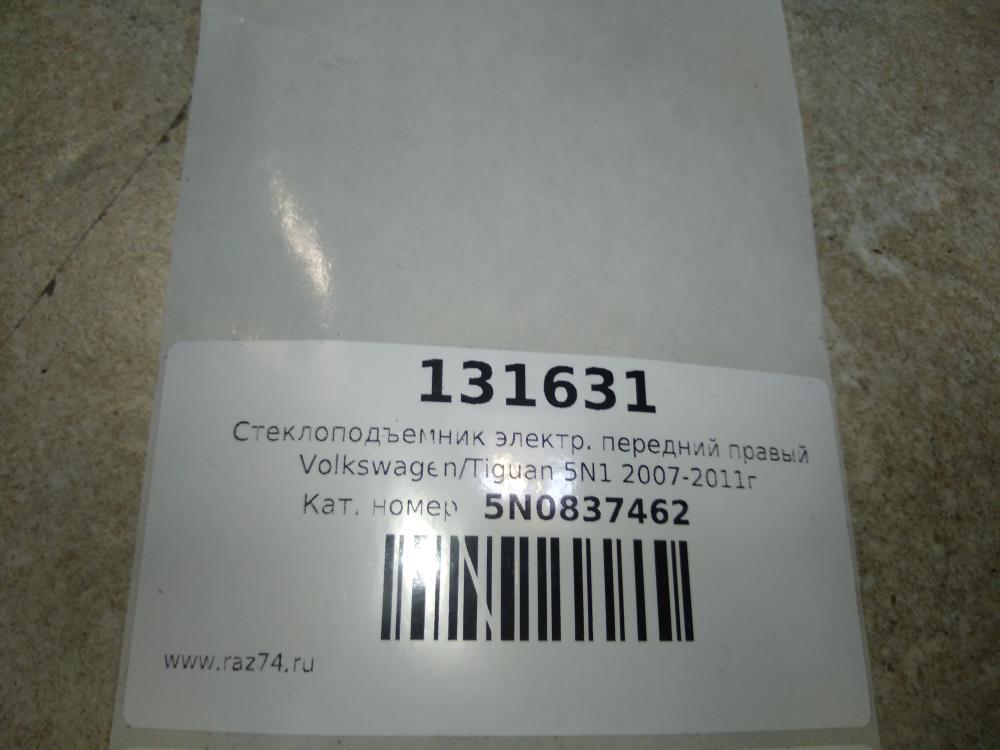 131631
Стеклоподъемник электр. передний правый
Volkswagen/Tiguan 5N1 2007-2011г
Кат. номер 5N0837462
www.raz74.ru